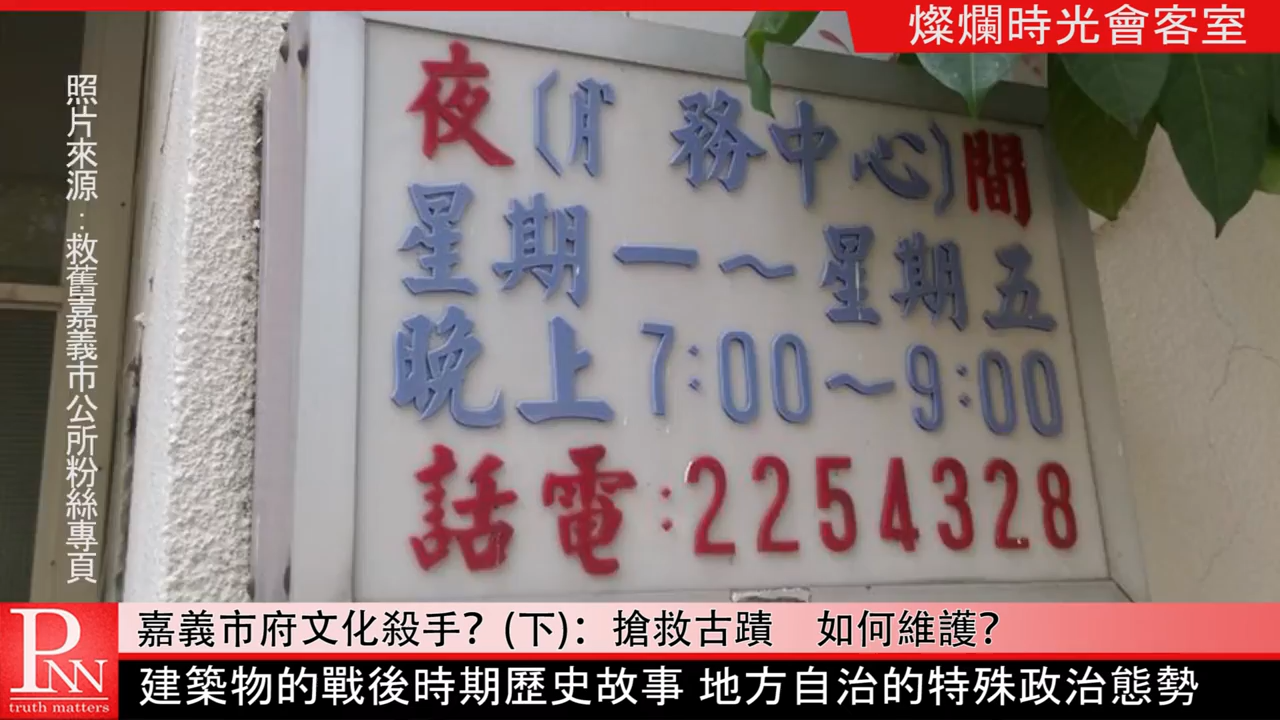 燦爛時光會客室
照片來源：救舊嘉義市公所粉絲專頁
夜(務中心)間
星期一～星期五
晚上7:00～9:00
話電:2254328
嘉義市府文化殺手？(下)：搶救古蹟 如何維護？
建築物的戰後時期歷史故事 地方自治的特殊政治態勢
PNN
truth matters